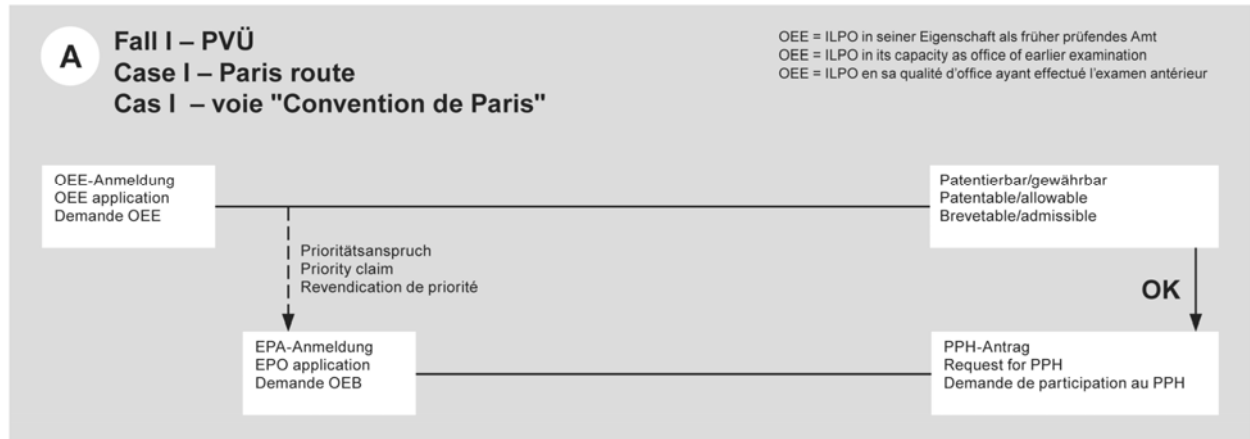 A
Fall I – PVÜ
Case I – Paris route
Cas I – voie "Convention de Paris"
OEE = ILPO in seiner Eigenschaft als früher prüfendes Amt
OEE = ILPO in its capacity as office of earlier examination
OEE = ILPO en sa qualité d'office ayant effectué l'examen antérieur
OEE-Anmeldung
OEE application
Demande OEE
Patentierbar/gewährbar
Patentable/allowable
Brevetable/admissible
Prioritätsanspruch
Priority claim
Revendication de priorité
OK
EPA-Anmeldung
EPO application
Demande OEB
PPH-Antrag
Request for PPH
Demande de participation au PPH